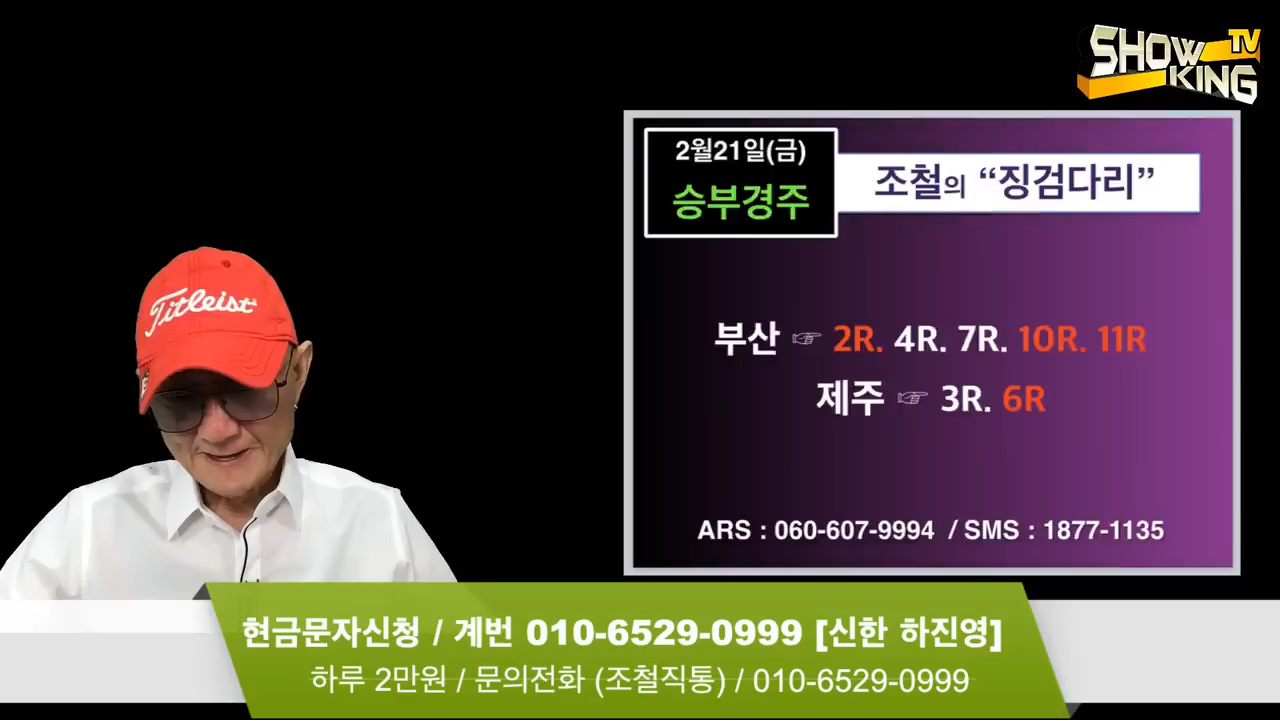 SHOW TV
KING
2월21일(금)
승부경주
조철의 “징검다리”
Titleist
부산 ☞ 2R. 4R. 7R. 10R. 11R
제주 ☞ 3R. 6R
ARS : 060-607-9994 / SMS : 1877-1135
현금문자신청 / 계번 010-6529-0999 [신한 하진영]
하루 2만원 / 문의전화 (조철직통) / 010-6529-0999